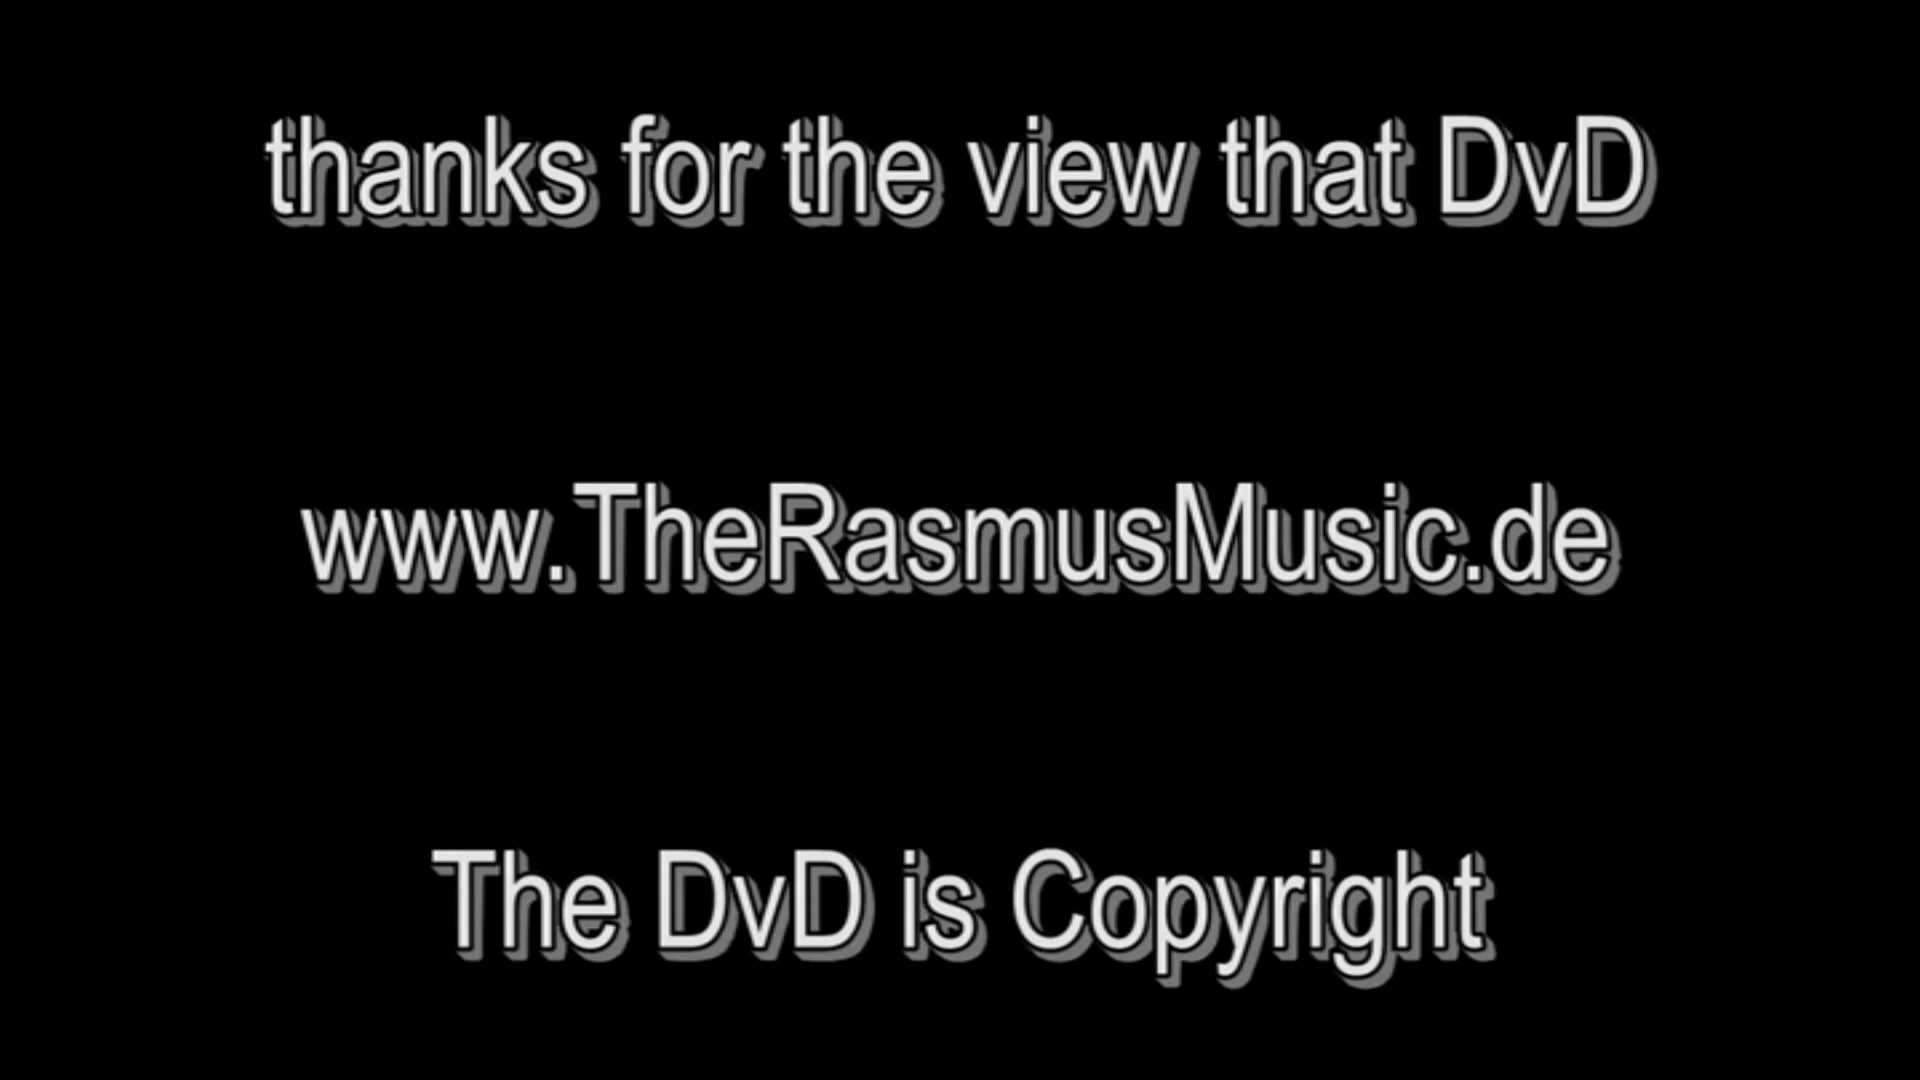 thanks for the view that DvD
www.TheRasmusMusic.de
The DvD is Copyright